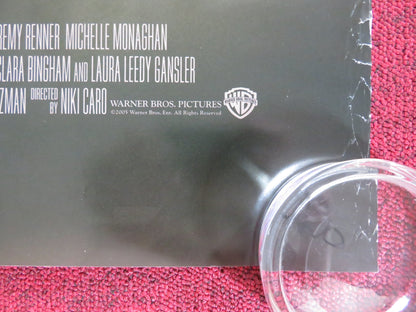 REMY RENNER MICHELLE MONAGHAN
CLARA BINGHAM AND LAURA LEEDY GANSLER
ZMAN DIRECTED BY NIKI CARO WARNER BROS. PICTURES
©2005 Warner Bros. Ent. All Rights Reserved
WB